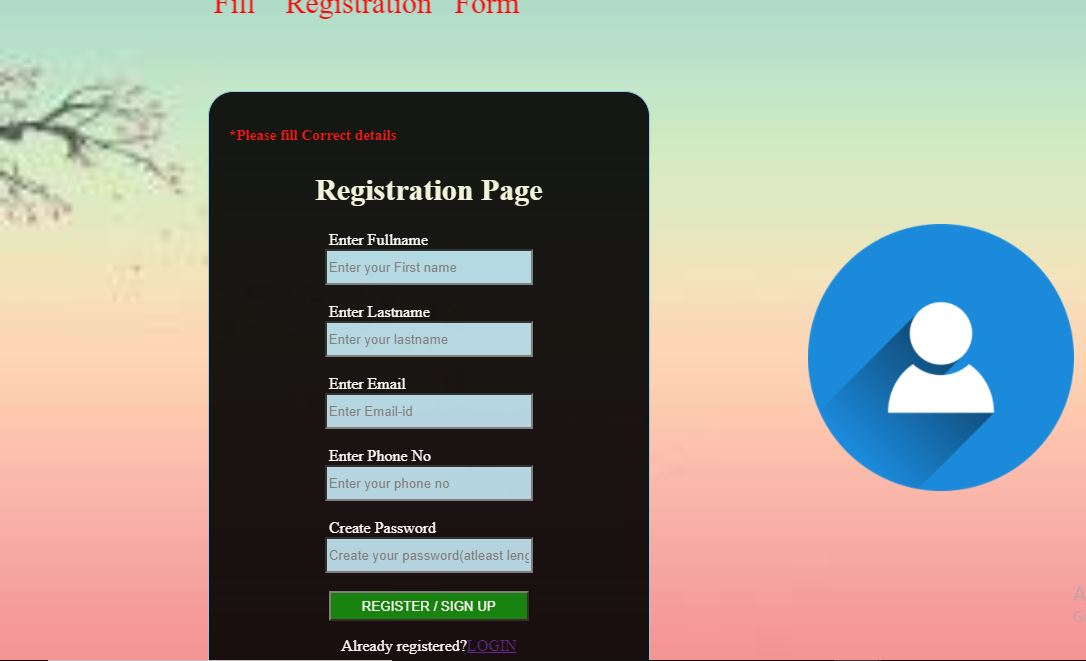 Fill Registration Form
*Please fill Correct details
Registration Page
Enter Fullname
Enter your First name
Enter Lastname
Enter your lastname
Enter Email
Enter Email-id
Enter Phone No
Enter your phone no
Create Password
Create your password(atleast leng
REGISTER / SIGN UP
Already registered?LOGIN